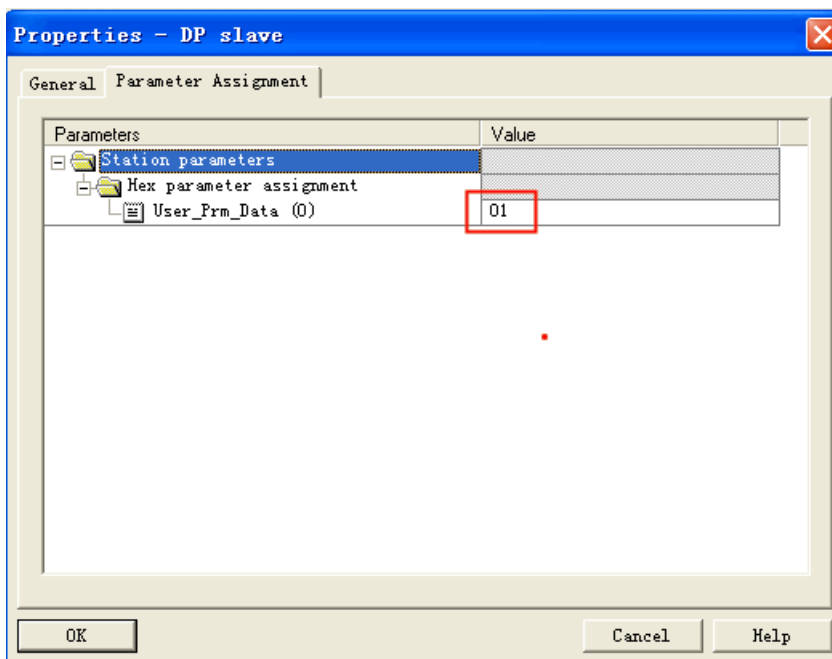 Properties - DP slave
General Parameter Assignment
Parameters Value
Station parameters
Hex parameter assignment
User_Prm_Data (0) 01
OK Cancel Help